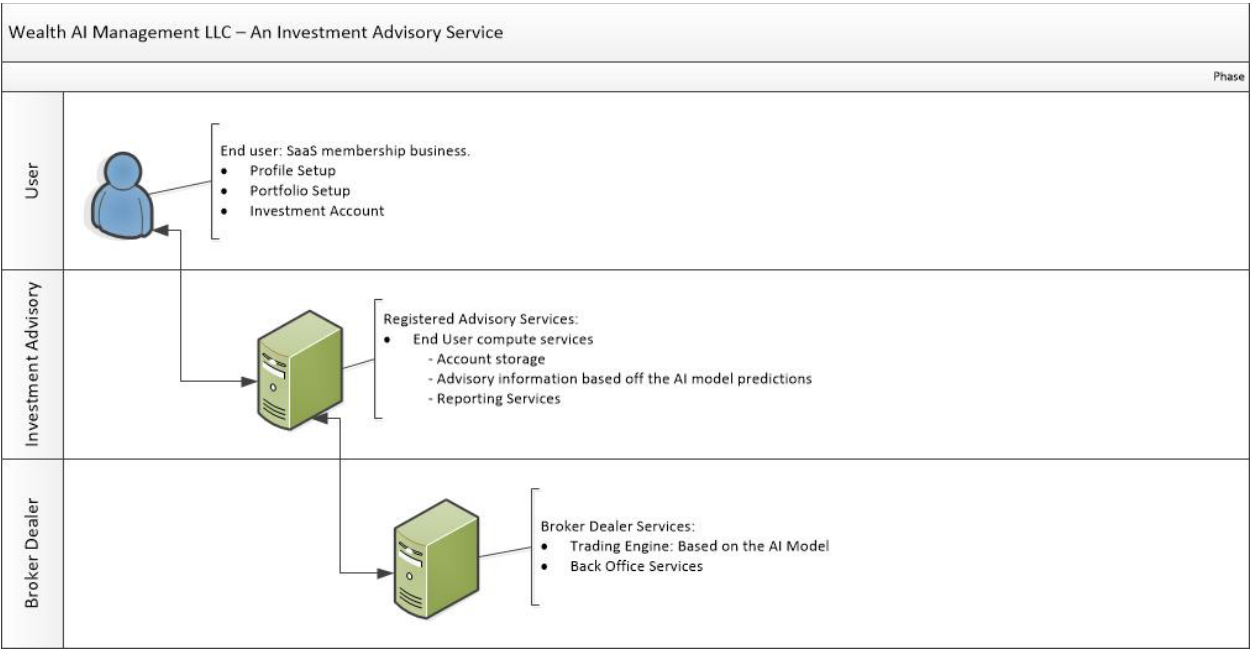 Wealth AI Management LLC – An Investment Advisory Service
Phase
User
End user: SaaS membership business.
● Profile Setup
● Portfolio Setup
● Investment Account
Investment Advisory
Registered Advisory Services:
● End User compute services
- Account storage
- Advisory information based off the AI model predictions
- Reporting Services
Broker Dealer
Broker Dealer Services:
● Trading Engine: Based on the AI Model
● Back Office Services